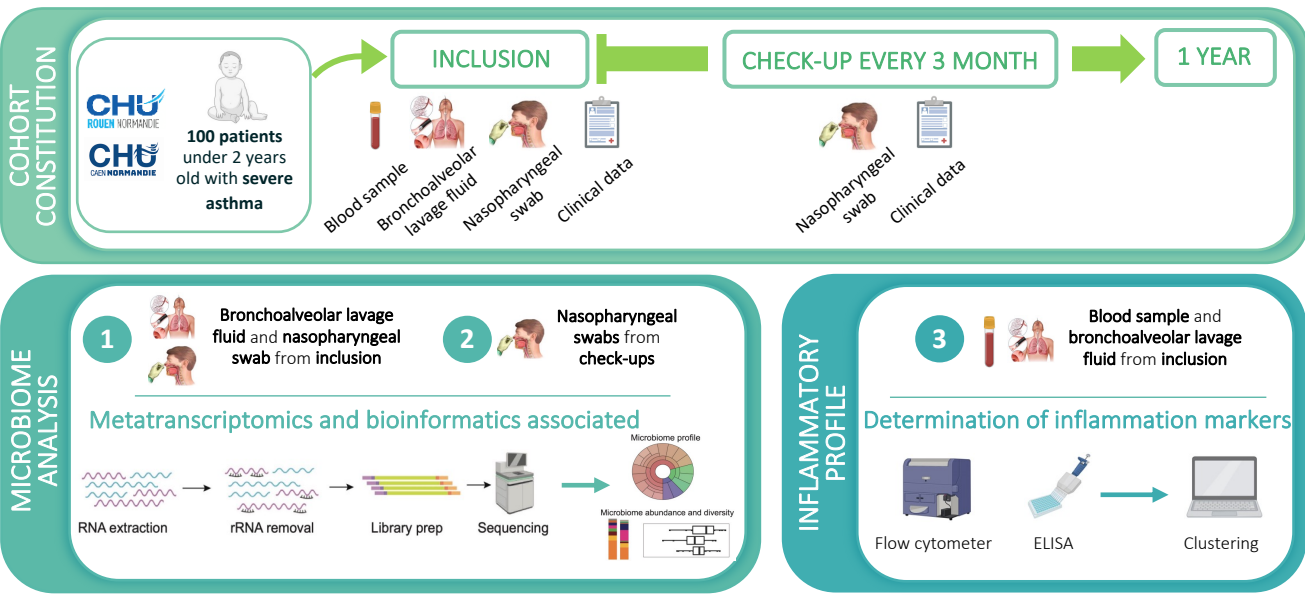 COHORT
CONSTITUTION
CHU
ROUEN NORMANDIE
CHU
CAEN NORMANDIE
100 patients
under 2 years
old with severe
asthma
INCLUSION
CHECK-UP EVERY 3 MONTH
1 YEAR
Blood sample
Bronchoalveolar
lavage fluid
Nasopharyngeal
swab
Clinical data
Nasopharyngeal
swab
Clinical data
MICROBIOME
ANALYSIS
1
Bronchoalveolar lavage
fluid and nasopharyngeal
swab from inclusion
2
Nasopharyngeal
swabs from
check-ups
Metatranscriptomics and bioinformatics associated
RNA extraction
rRNA removal
Library prep
Sequencing
Microbiome profile
Microbiome abundance and diversity
INFLAMMATORY
PROFILE
3
Blood sample and
bronchoalveolar lavage
fluid from inclusion
Determination of inflammation markers
Flow cytometer
ELISA
Clustering